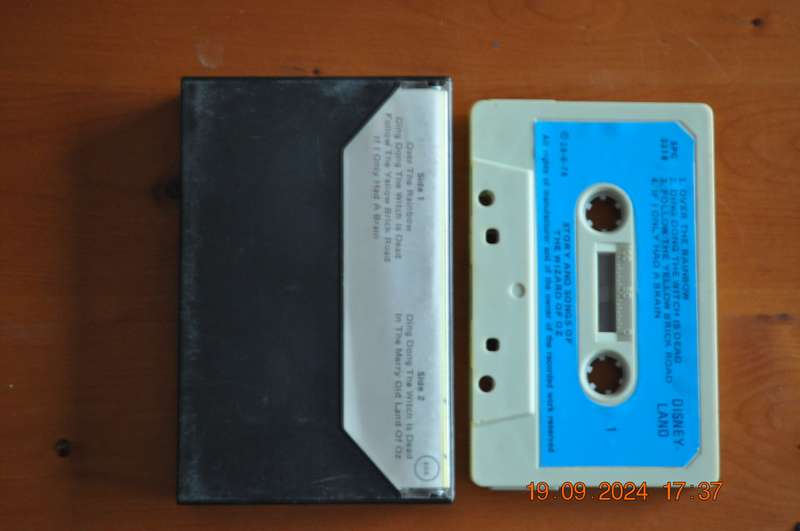 Side 1
Over The Rainbow
Ding Dong The Witch Is Dead
Follow The Yellow Brick Road
If I Only Had A Brain
Side 2
Ding Dong The Witch Is Dead
In The Merry Old Land Of Oz
SPC
1. OVER THE RAINBOW
2. DING DONG THE WITCH IS DEAD
3. FOLLOW THE YELLOW BRICK ROAD
4. IF I ONLY HAD A BRAIN
DISNEY-
LAND
1
STORY AND SONGS OF
THE WIZARD OF OZ
All rights of manufacturer and of the owner of the recorded work reserved
19.09.2024 17:37